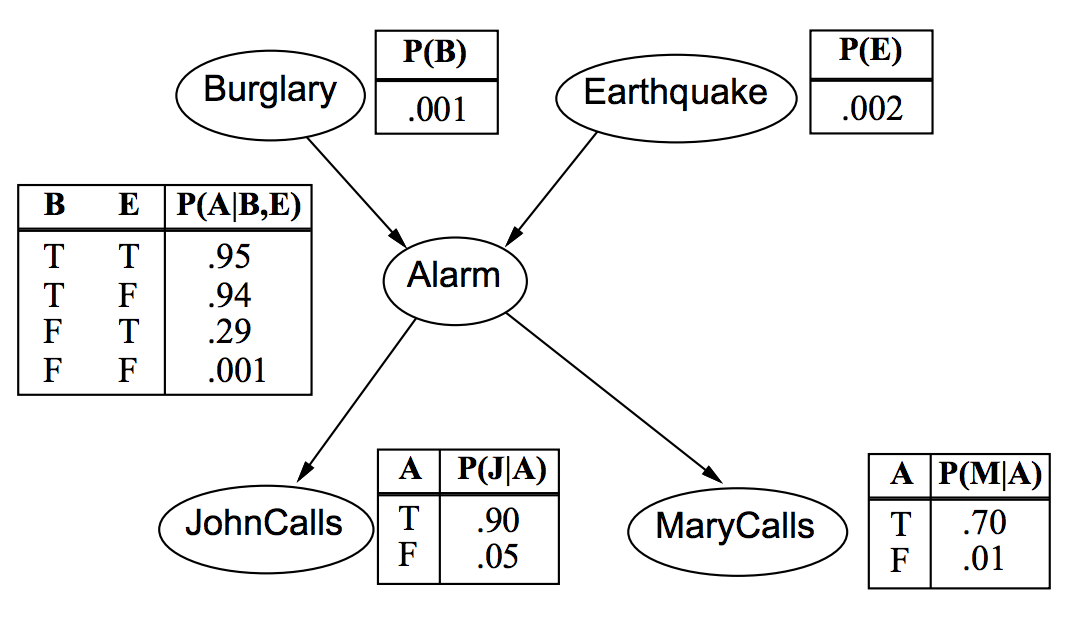 P(B)
.001
Burglary
P(E)
.002
Earthquake
B E P(A|B,E)
T T .95
T F .94
F T .29
F F .001
Alarm
A P(J|A)
T .90
F .05
JohnCalls
A P(M|A)
T .70
F .01
MaryCalls